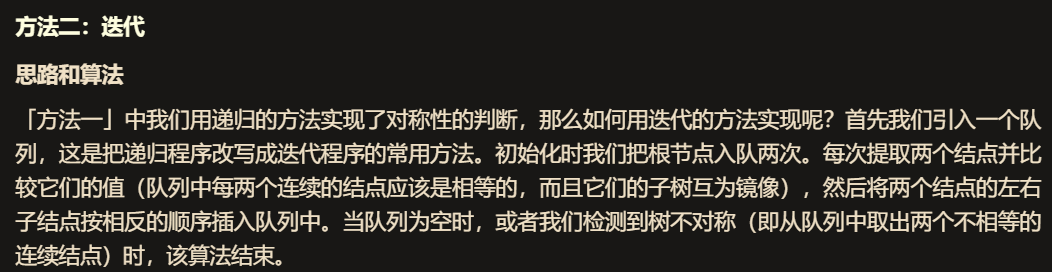 方法二：迭代
思路和算法
「方法一」中我们用递归的方法实现了对称性的判断，那么如何用迭代的方法实现呢？首先我们引入一个队
列，这是把递归程序改写成迭代程序的常用方法。初始化时我们把根节点入队两次。每次提取两个结点并比
较它们的值（队列中每两个连续的结点应该是相等的，而且它们的子树互为镜像），然后将两个结点的左右
子结点按相反的顺序插入队列中。当队列为空时，或者我们检测到树不对称（即从队列中取出两个不相等的
连续结点）时，该算法结束。